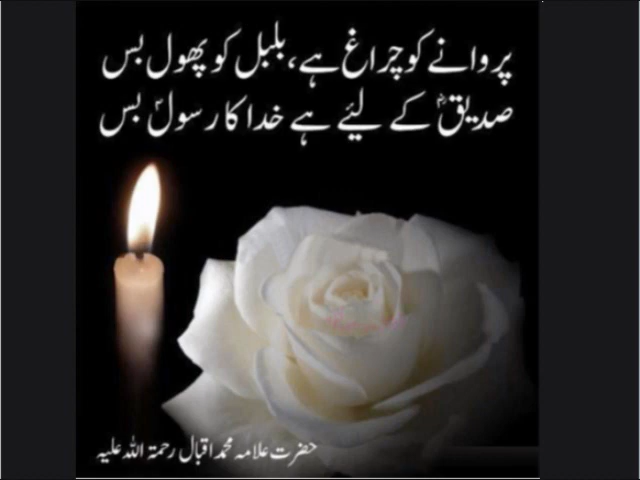 پروانے کو چراغ ہے، بلبل کو پھول بس
صدیقؓ کے لیئے ہے خدا کا رسولؐ بس
حضرت علامہ محمد اقبال رحمتہ اللہ علیہ